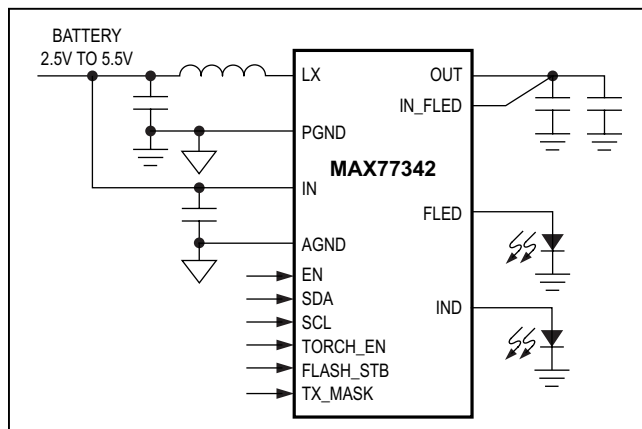 BATTERY
2.5V TO 5.5V
LX
OUT
IN_FLED
PGND
MAX77342
IN
FLED
AGND
EN
IND
SDA
SCL
TORCH_EN
FLASH_STB
TX_MASK